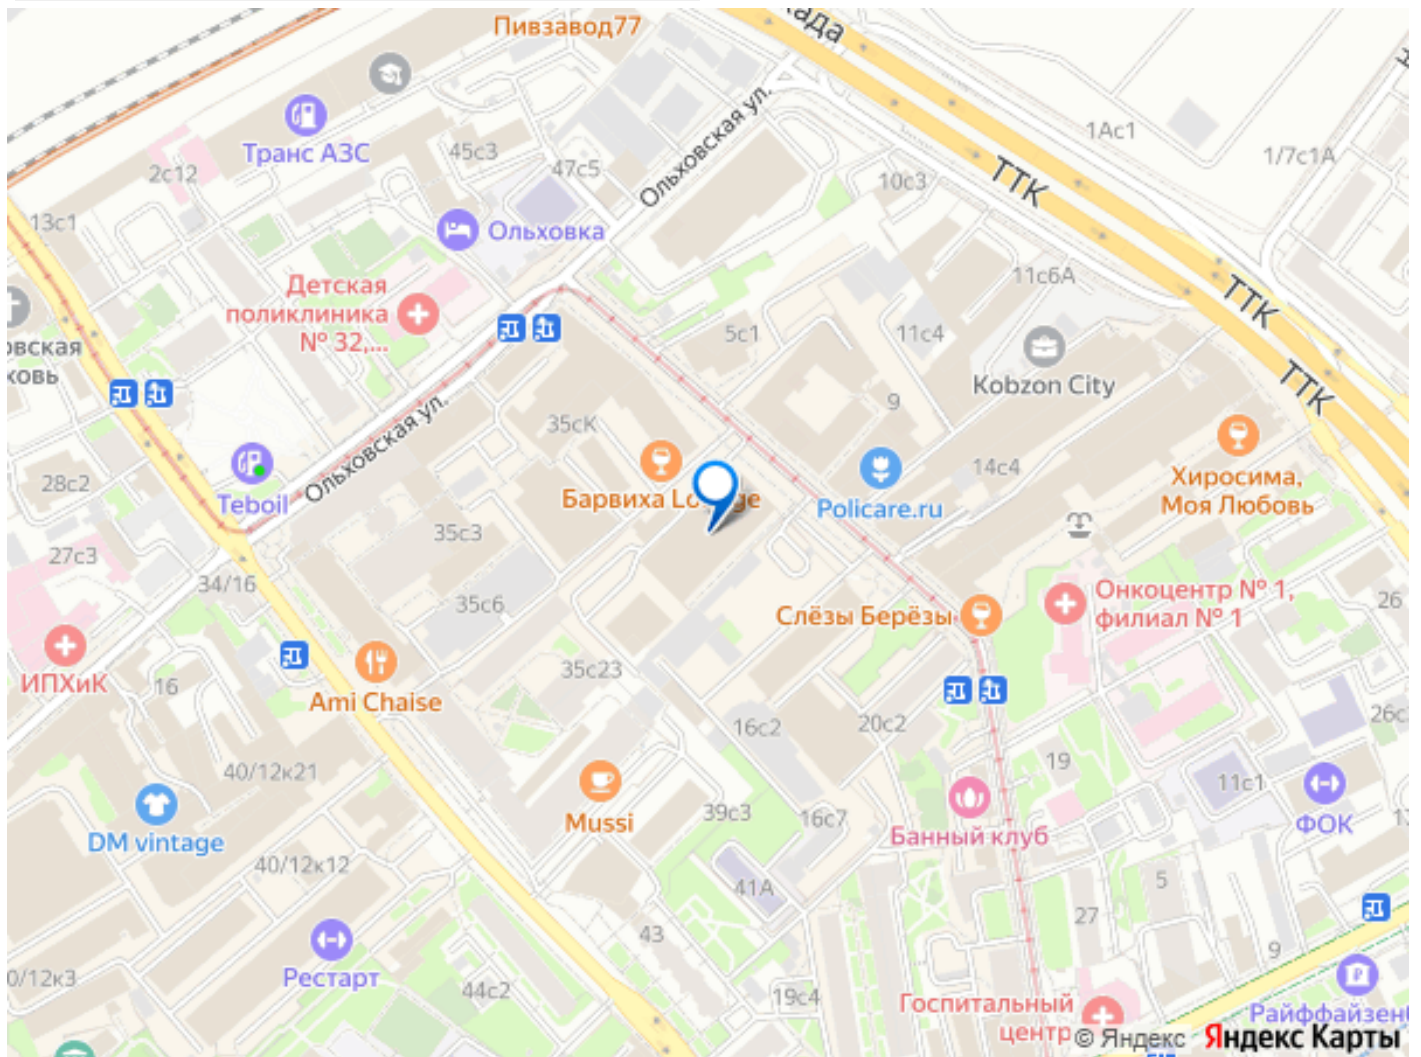 Пивзавод77
ТТК
ТТК
ТТК
1Ас1
1/7с1А
Транс АЗС
2с12
45с3
47с5
Ольховская ул.
10с3
13с1
Ольховка
11с6А
Детская
поликлиника
№ 32,...
5с1
11с4
Kobzon City
9
35сК
Ольховская ул.
28с2
Teboil
Барвиха
Policare.ru
14с4
Хиросима,
Моя Любовь
27с3
34/16
35с3
35с6
Слёзы Берёзы
Онкоцентр № 1,
филиал № 1
26
ИПХиК
16
Ami Chaise
35с23
16с2
20с2
19
11с1
ФОК
40/12к21
DM vintage
Mussi
39с3
16с7
Банный клуб
40/12к12
41А
5
27
9
43
Рестарт
44с2
19с4
Госпитальный
центр
© Яндекс Яндекс Карты